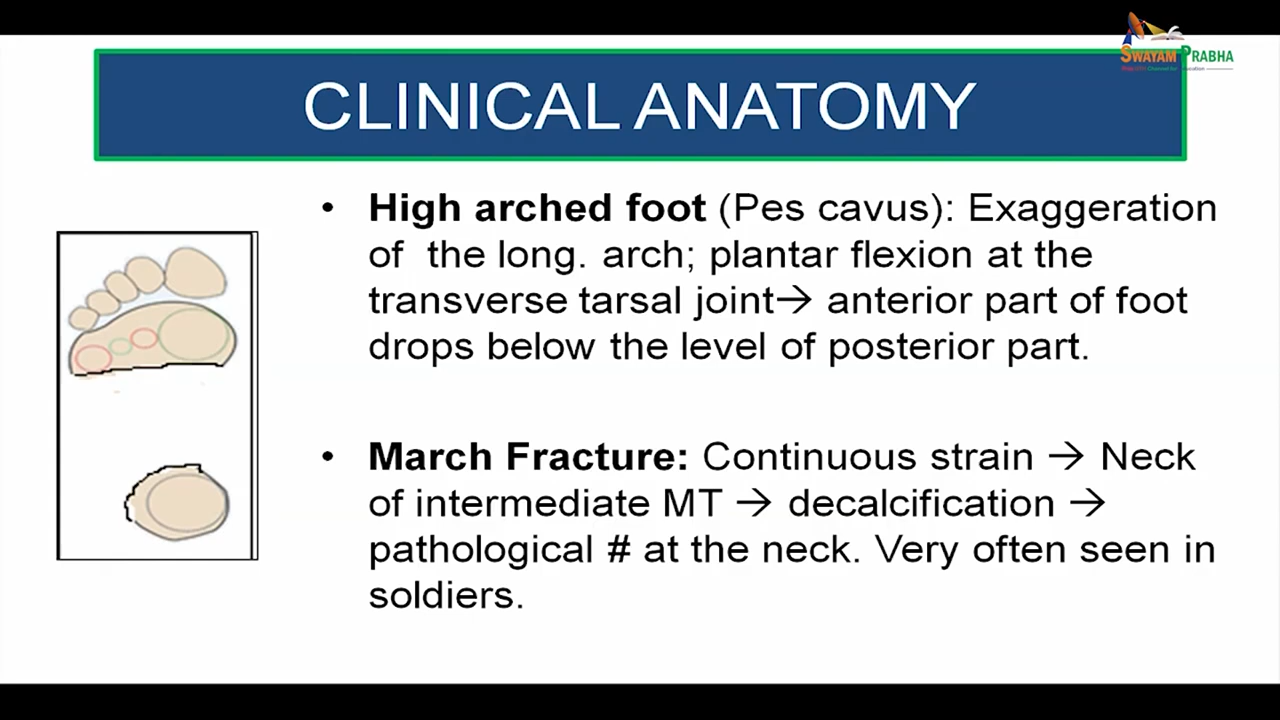 SWAYAM PRABHA
CLINICAL ANATOMY
• High arched foot (Pes cavus): Exaggeration
of the long. arch; plantar flexion at the
transverse tarsal joint→ anterior part of foot
drops below the level of posterior part.
• March Fracture: Continuous strain → Neck
of intermediate MT → decalcification →
pathological # at the neck. Very often seen in
soldiers.